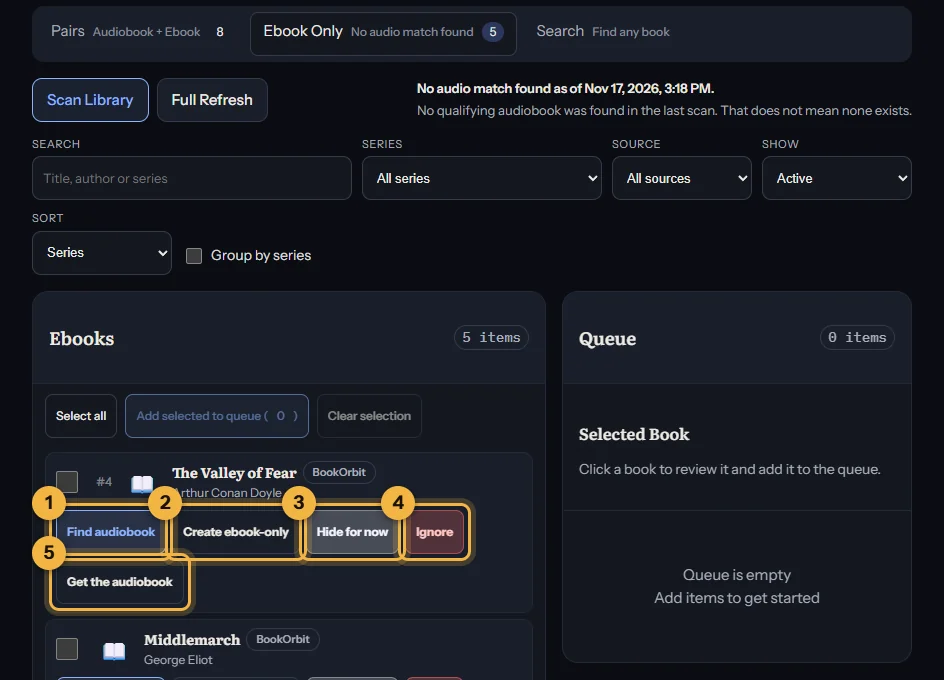 Pairs Audiobook + Ebook 8 Ebook Only No audio match found 5 Search Find any book
Scan Library Full Refresh
No audio match found as of Nov 17, 2026, 3:18 PM.
No qualifying audiobook was found in the last scan. That does not mean none exists.
SEARCH SERIES SOURCE SHOW
Title, author or series All series All sources Active
SORT
Series Group by series
Ebooks 5 items
Select all Add selected to queue ( 0 ) Clear selection
#4 The Valley of Fear BookOrbit
Arthur Conan Doyle
1 2 3 4
Find audiobook Create ebook-only Hide for now Ignore
5
Get the audiobook
Middlemarch BookOrbit
George Eliot
Queue 0 items
Selected Book
Click a book to review it and add it to the queue.
Queue is empty
Add items to get started